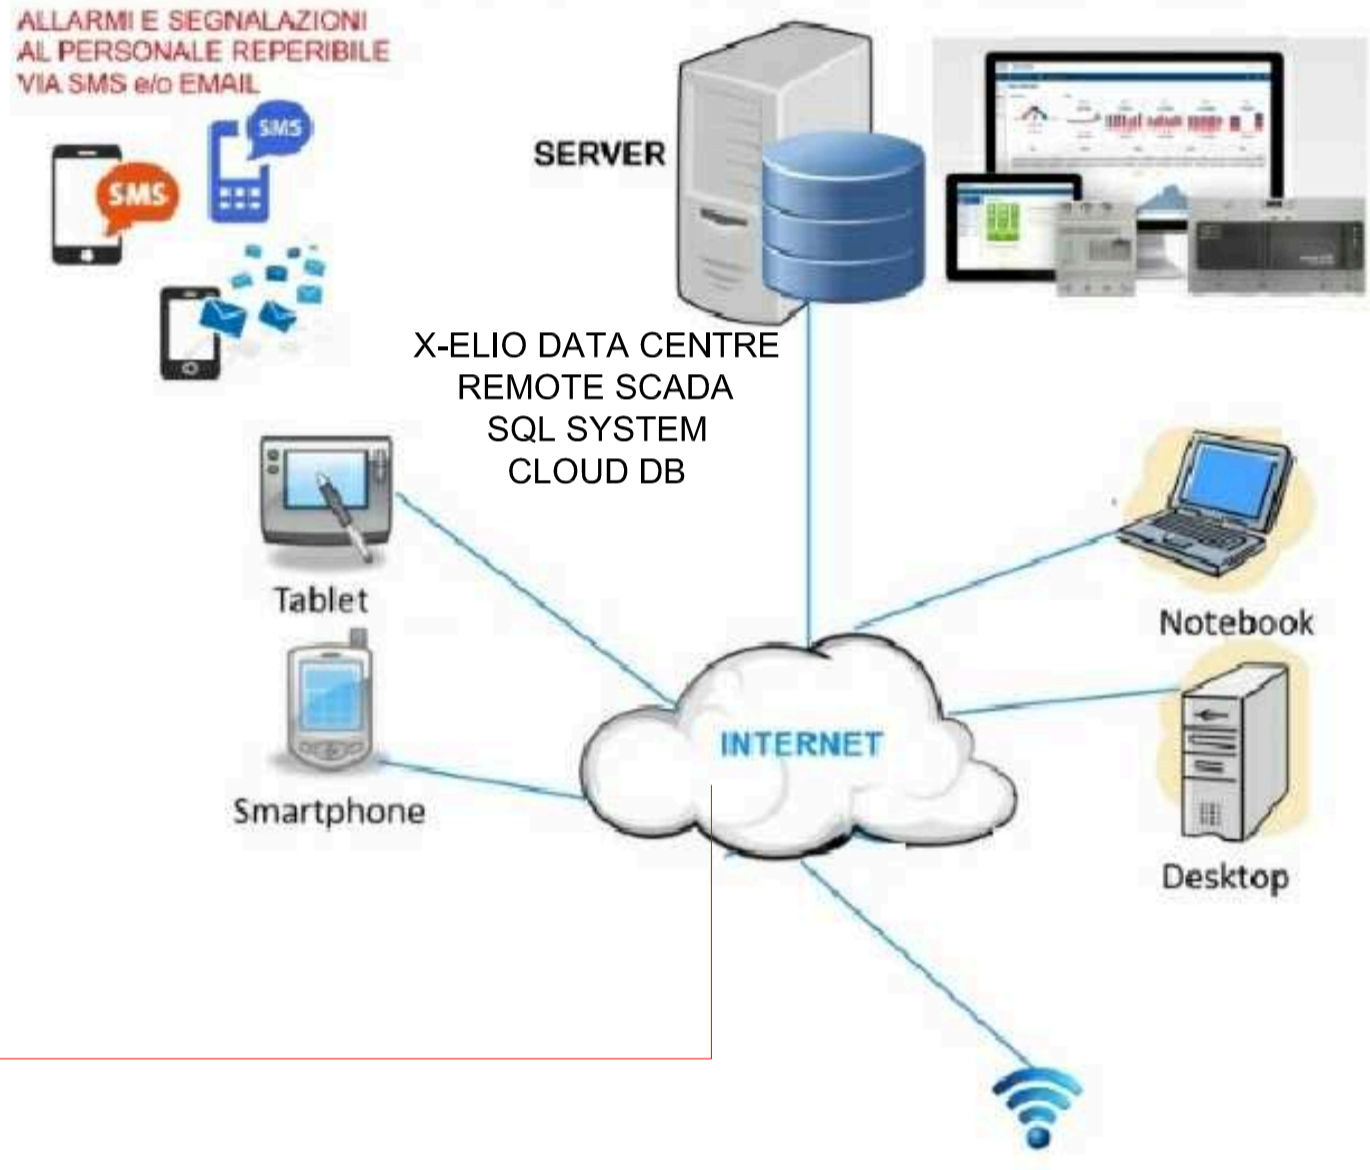 ALLARMI E SEGNALAZIONI
AL PERSONALE REPERIBILE
VIA SMS e/o EMAIL
SMS
SMS
SERVER
X-ELIO DATA CENTRE
REMOTE SCADA
SQL SYSTEM
CLOUD DB
Tablet
Notebook
Smartphone
INTERNET
Desktop